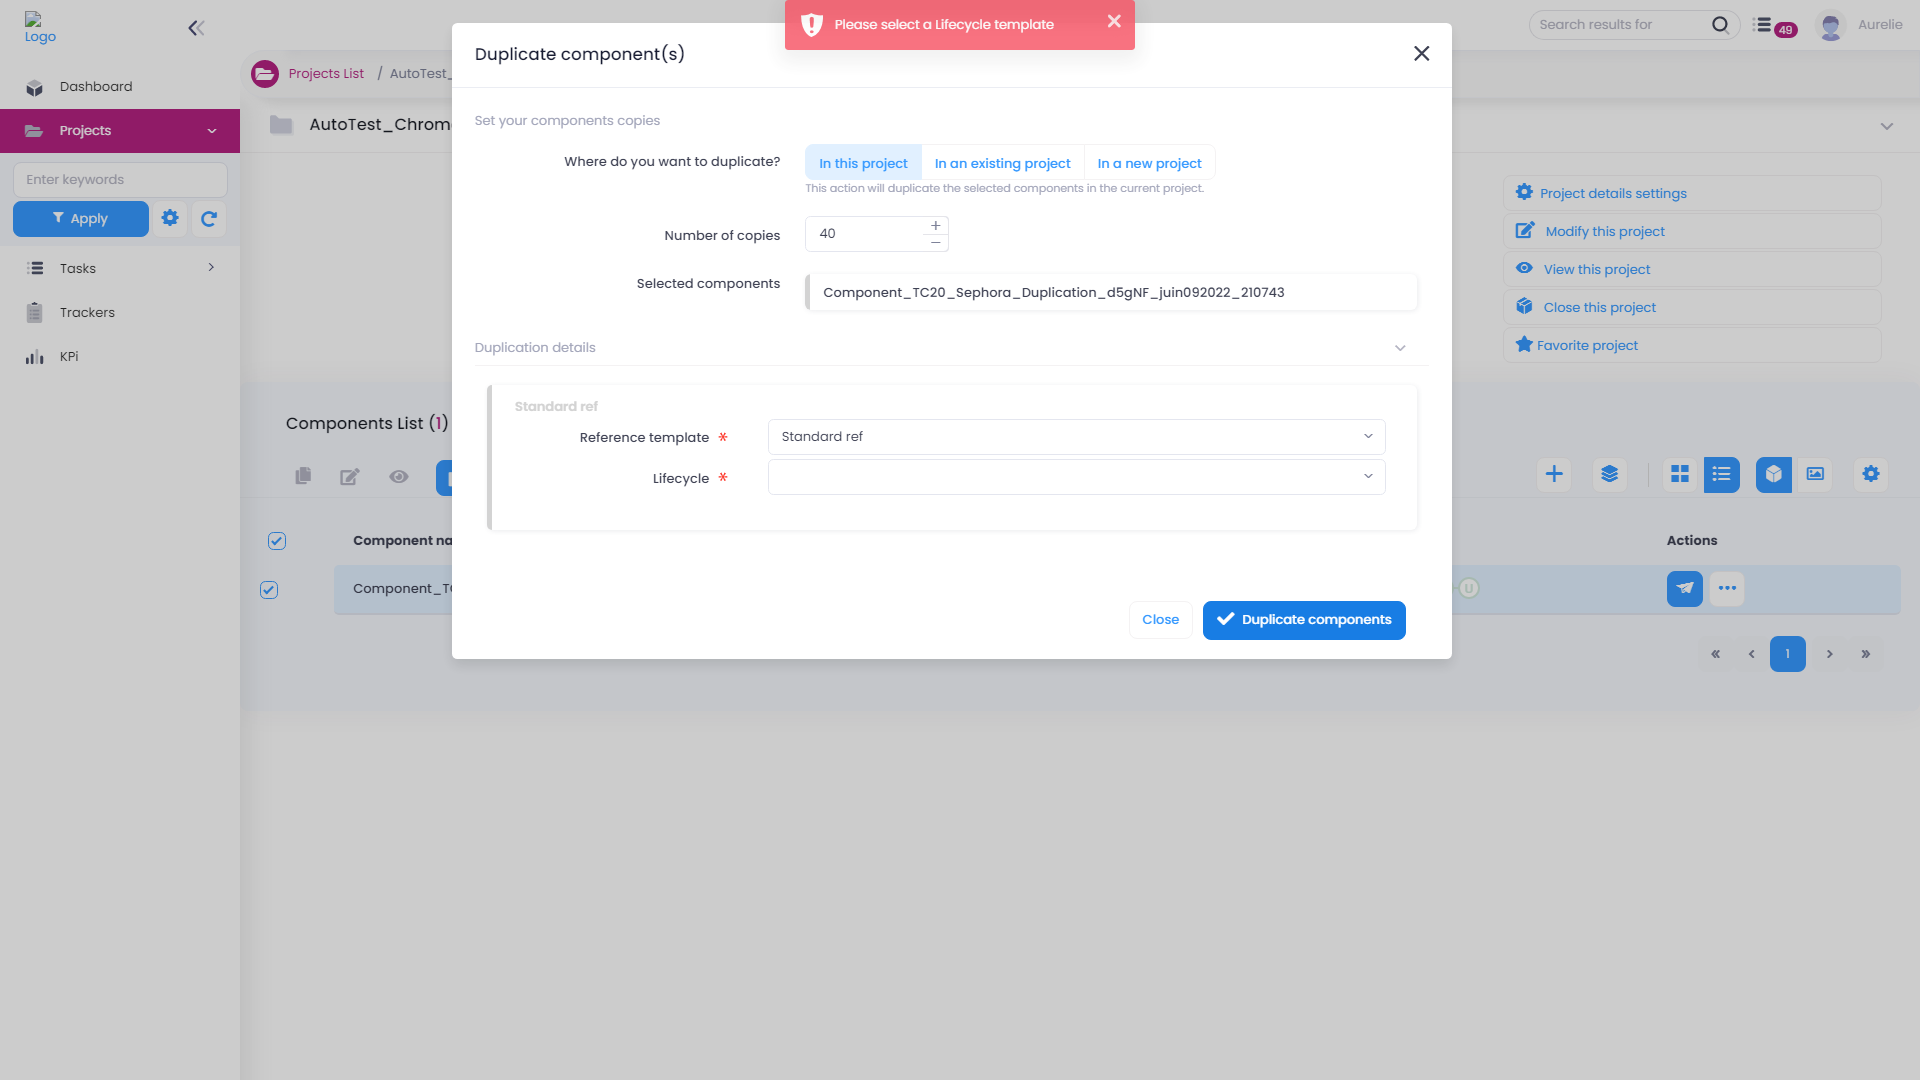 Please select a Lifecycle template
Logo
Search results for
49
Aurelie
Duplicate component(s)
Dashboard
Projects
Projects List / AutoTest_
AutoTest_Chrom
Enter keywords
Apply
Tasks
Trackers
KPi
Set your components copies
Where do you want to duplicate?
In this project
In an existing project
In a new project
This action will duplicate the selected components in the current project.
Number of copies
40
Selected components
Component_TC20_Sephora_Duplication_d5gNF_juin092022_210743
Duplication details
Standard ref
Reference template *
Standard ref
Lifecycle *
Close
Duplicate components
Project details settings
Modify this project
View this project
Close this project
Favorite project
Components List (1)
Component na
Actions
Component_TC
U
« ‹ 1 › »